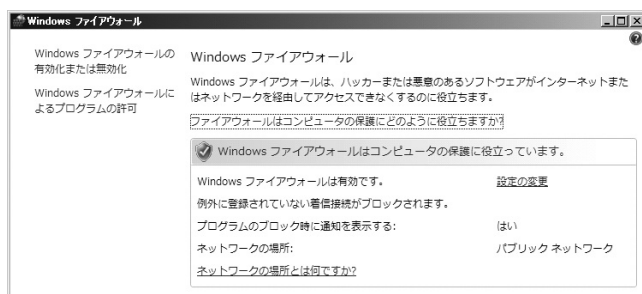 Windows ファイアウォール
Windows ファイアウォールの
有効化または無効化
Windows ファイアウォールに
よるプログラムの許可
Windows ファイアウォール
Windows ファイアウォールは、ハッカーまたは悪意のあるソフトウェアがインターネットまた
はネットワークを経由してアクセスできなくするのに役立ちます。
ファイアウォールはコンピュータの保護にどのように役立ちますか?
Windows ファイアウォールはコンピュータの保護に役立っています。
Windows ファイアウォールは有効です。 設定の変更
例外に登録されていない着信接続がブロックされます。
プログラムのブロック時に通知を表示する: はい
ネットワークの場所: パブリック ネットワーク
ネットワークの場所とは何ですか?